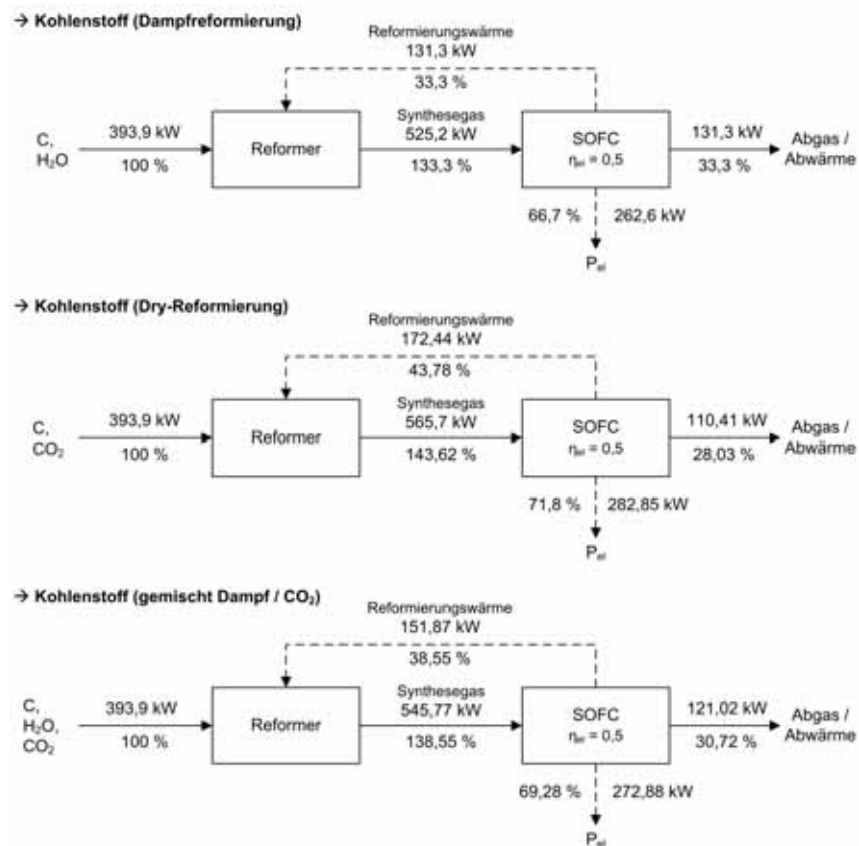 → Kohlenstoff (Dampfreformierung)
Reformierungswärme
131,3 kW
33,3 %
C,
H₂O
393,9 kW
100 %
Reformer
Synthesegas
525,2 kW
133,3 %
SOFC
ηel = 0,5
131,3 kW
33,3 %
Abgas /
Abwärme
66,7 % 262,6 kW
Pel
→ Kohlenstoff (Dry-Reformierung)
Reformierungswärme
172,44 kW
43,78 %
C,
CO₂
393,9 kW
100 %
Reformer
Synthesegas
565,7 kW
143,62 %
SOFC
ηel = 0,5
110,41 kW
28,03 %
Abgas /
Abwärme
71,8 % 282,85 kW
Pel
→ Kohlenstoff (gemischt Dampf / CO₂)
Reformierungswärme
151,87 kW
38,55 %
C,
H₂O,
CO₂
393,9 kW
100 %
Reformer
Synthesegas
545,77 kW
138,55 %
SOFC
ηel = 0,5
121,02 kW
30,72 %
Abgas /
Abwärme
69,28 % 272,88 kW
Pel